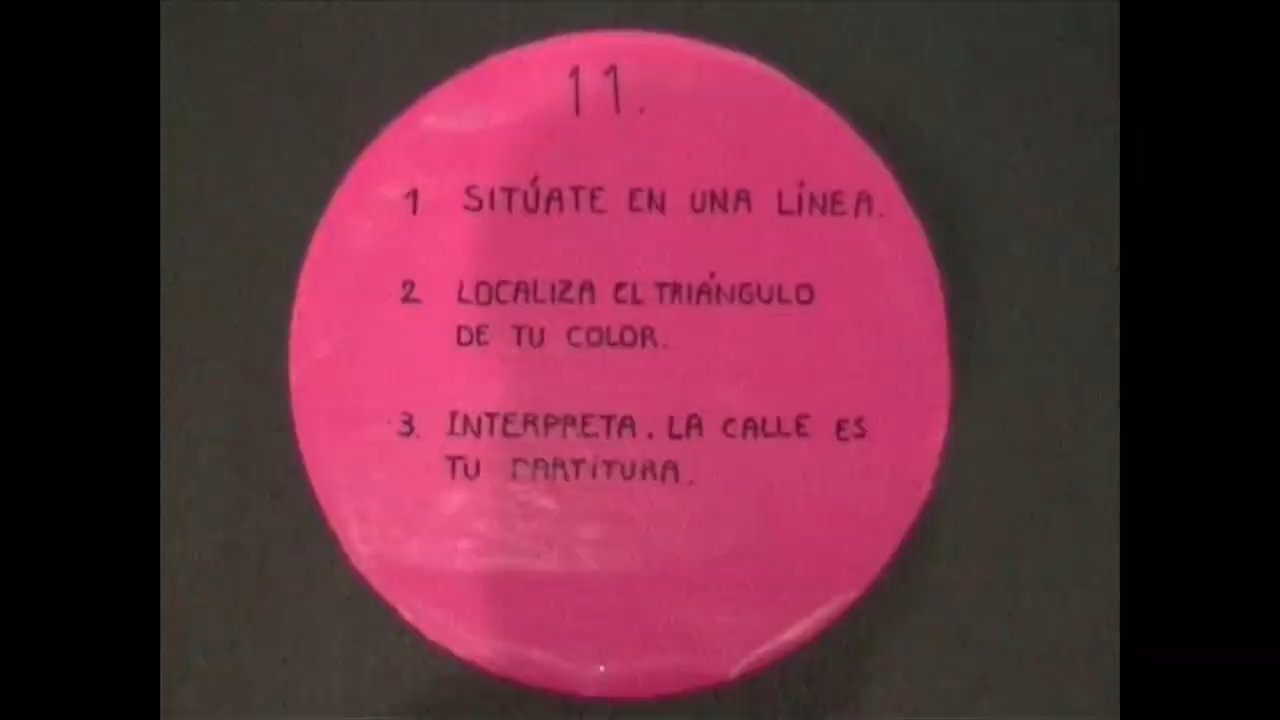 11.
1 SITÚATE EN UNA LÍNEA.
2 LOCALIZA EL TRIÁNGULO
DE TU COLOR.
3. INTERPRETA. LA CALLE ES
TU PARTITURA.